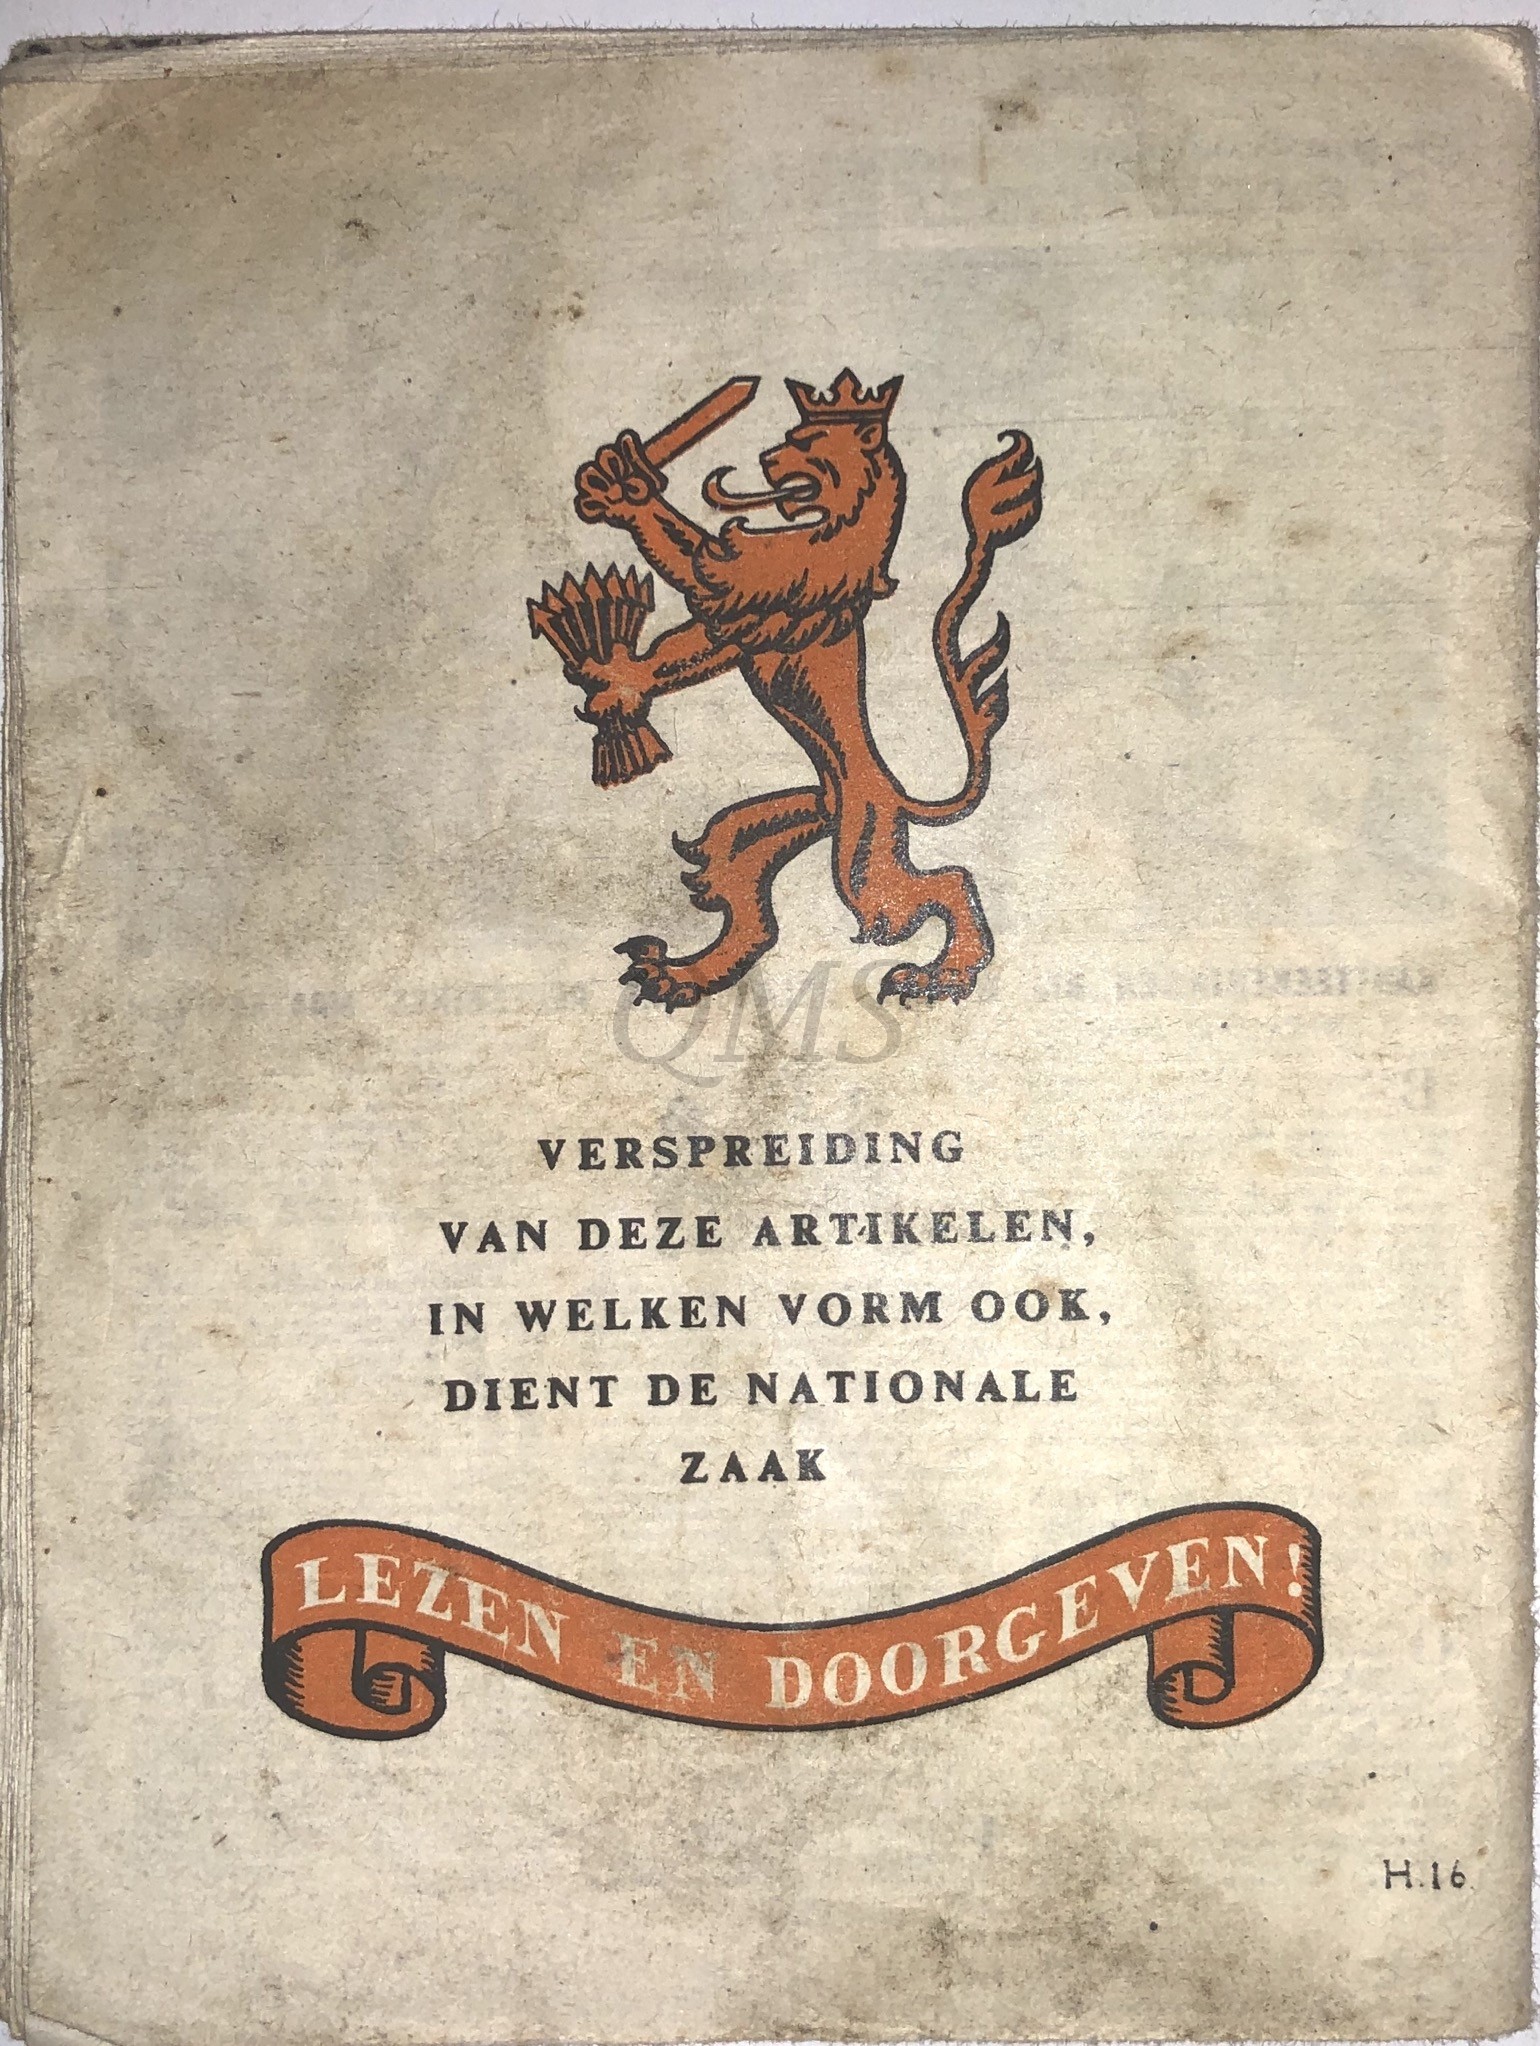 QMS
VERSPREIDING
VAN DEZE ARTIKELEN,
IN WELKEN VORM OOK,
DIENT DE NATIONALE
ZAAK
LEZEN EN DOORGEVEN!
H.16.